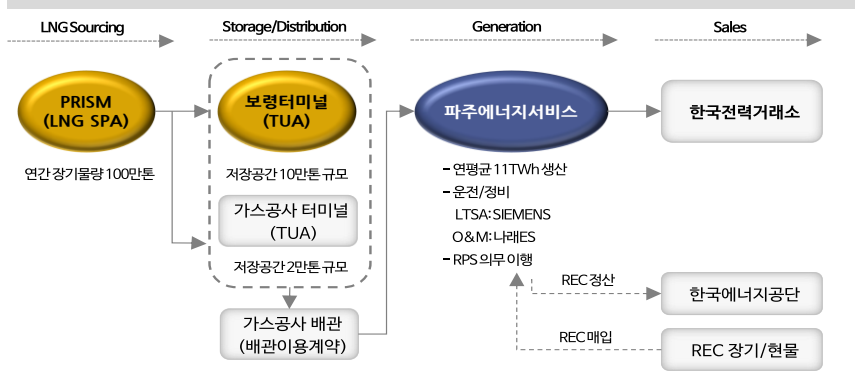 LNG Sourcing
Storage/Distribution
Generation
Sales
PRISM
(LNG SPA)
연간 장기물량 100만톤
보령터미널
(TUA)
저장공간 10만톤 규모
가스공사 터미널
(TUA)
저장공간 2만톤 규모
가스공사 배관
(배관이용계약)
파주에너지서비스
– 연평균 11TWh 생산
– 운전/정비
LTSA: SIEMENS
O&M: 나래ES
– RPS 의무 이행
한국전력거래소
REC 정산
한국에너지공단
REC 매입
REC 장기/현물